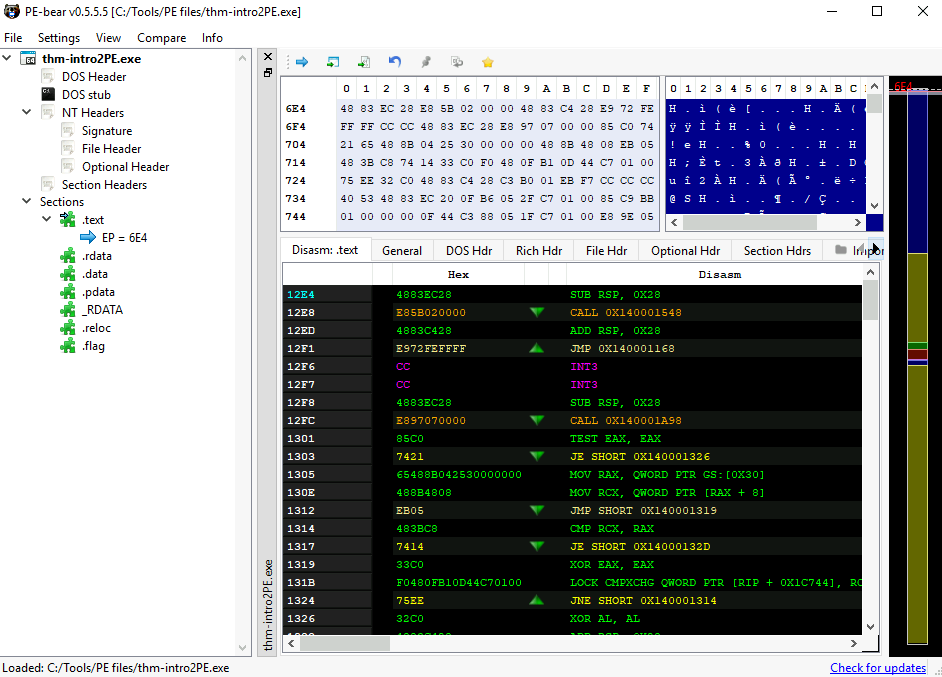 PE-bear v0.5.5.5 [C:/Tools/PE files/thm-intro2PE.exe]
File Settings View Compare Info
thm-intro2PE.exe
DOS Header
DOS stub
NT Headers
Signature
File Header
Optional Header
Section Headers
Sections
.text
EP = 6E4
.rdata
.data
.pdata
_RDATA
.reloc
.flag
thm-intro2PE.exe
0 1 2 3 4 5 6 7 8 9 A B C D E F
6E4 48 83 EC 28 E8 5B 02 00 00 48 83 C4 28 E9 72 FE
6F4 FF FF CC CC 48 83 EC 28 E8 97 07 00 00 85 C0 74
704 21 65 48 8B 04 25 30 00 00 00 48 8B 48 08 EB 05
714 48 3B C8 74 14 33 C0 F0 48 0F B1 0D 44 C7 01 00
724 75 EE 32 C0 48 83 C4 28 C3 B0 01 EB F7 CC CC CC
734 40 53 48 83 EC 20 0F B6 05 2F C7 01 00 85 C9 BB
744 01 00 00 00 0F 44 C3 88 05 1F C7 01 00 E8 9E 05
0 1 2 3 4 5 6 7 8 9 A B C
H . ì ( è [ . . . H . Ä (
ÿ ÿ Ì Ì H . ì ( è . . . .
! e H . . % 0 . . . H . H
H ; È t . 3 À ð H . ± . D
u î 2 À H . Ä ( Ã ° . ë ÷
@ S H . ì . . ¶ . / Ç . .
6E4
Disasm: .text General DOS Hdr Rich Hdr File Hdr Optional Hdr Section Hdrs
Hex Disasm
12E4 4883EC28 SUB RSP, 0X28
12E8 E85B020000 CALL 0X140001548
12ED 4883C428 ADD RSP, 0X28
12F1 E972FEFFFF JMP 0X140001168
12F6 CC INT3
12F7 CC INT3
12F8 4883EC28 SUB RSP, 0X28
12FC E897070000 CALL 0X140001A98
1301 85C0 TEST EAX, EAX
1303 7421 JE SHORT 0X140001326
1305 65488B042530000000 MOV RAX, QWORD PTR GS:[0X30]
130E 488B4808 MOV RCX, QWORD PTR [RAX + 8]
1312 EB05 JMP SHORT 0X140001319
1314 483BC8 CMP RCX, RAX
1317 7414 JE SHORT 0X14000132D
1319 33C0 XOR EAX, EAX
131B F0480FB10D44C70100 LOCK CMPXCHG QWORD PTR [RIP + 0X1C744],
1324 75EE JNE SHORT 0X140001314
1326 32C0 XOR AL, AL
Loaded: C:/Tools/PE files/thm-intro2PE.exe
Check for updates